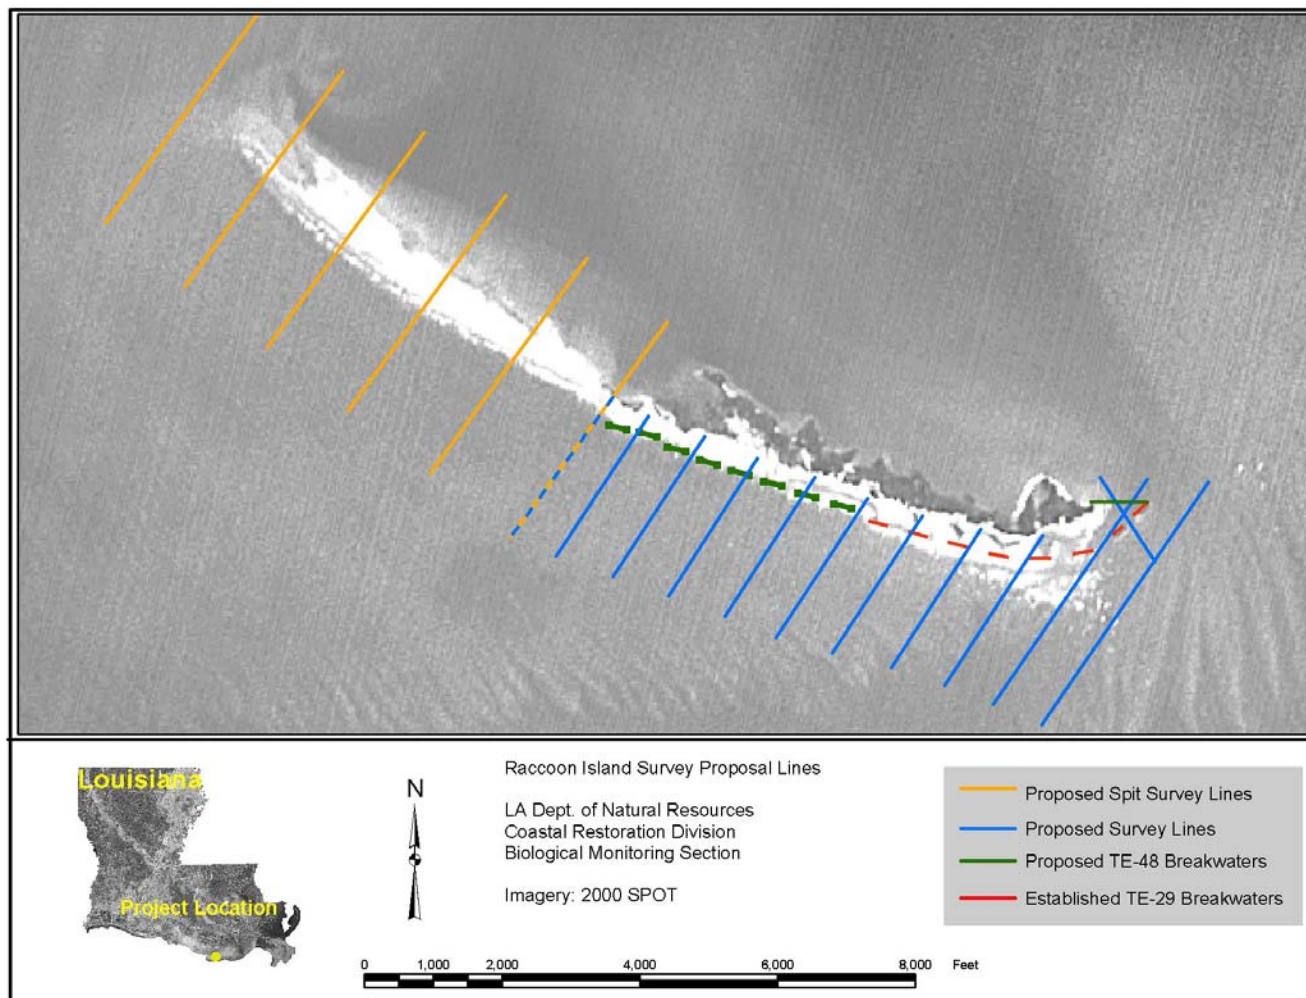 Louisiana
Project Location
N
Raccoon Island Survey Proposal Lines
LA Dept. of Natural Resources
Coastal Restoration Division
Biological Monitoring Section
Imagery: 2000 SPOT
0 1,000 2,000 4,000 6,000 8,000 Feet
Proposed Spit Survey Lines
Proposed Survey Lines
Proposed TE-48 Breakwaters
Established TE-29 Breakwaters